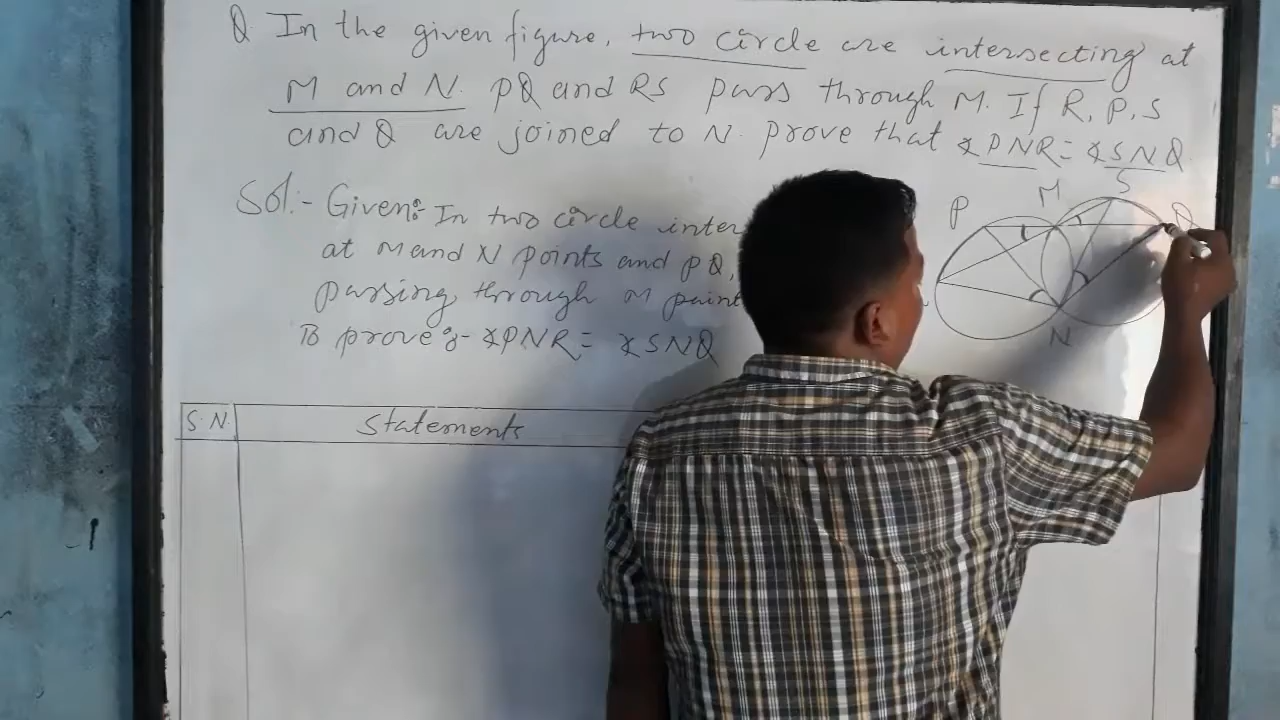 Q In the given figure, two circle are intersecting at
M and N. PQ and RS pass through M. If R, P, S
and Q are joined to N. prove that ∡PNR = ∡SNQ
Sol:- Given:- In two circle inter
at M and N points and PQ,
passing through M point
To prove:- ∡PNR = ∡SNQ
P M S Q
N
S.N. Statements